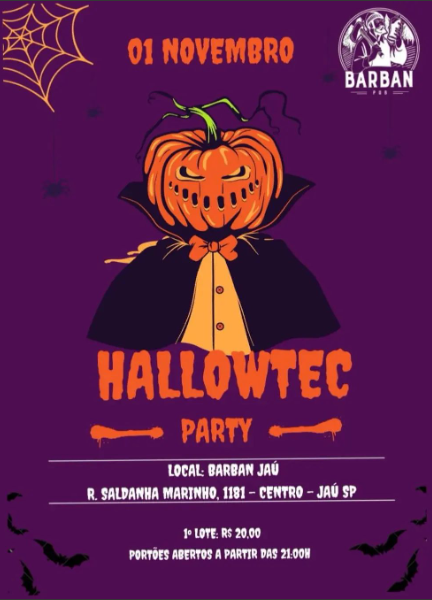 01 NOVEMBRO
BARBAN
PUB
HALLOWTEC
PARTY
LOCAL: BARBAN JAÚ
R. SALDANHA MARINHO, 1181 – CENTRO – JAÚ SP
1º LOTE: R$ 20,00
PORTÕES ABERTOS A PARTIR DAS 21:00H